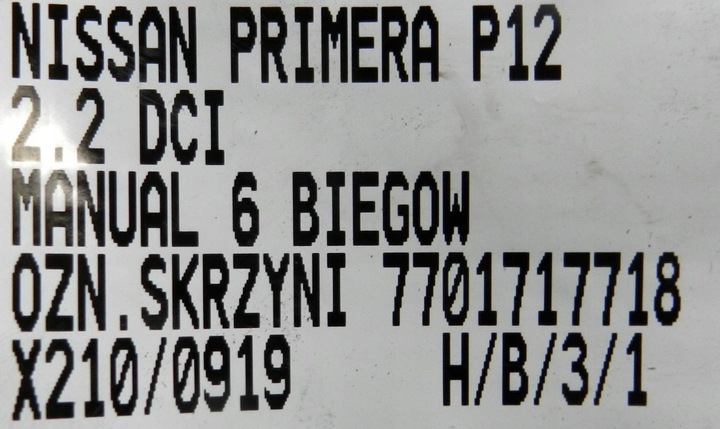 NISSAN PRIMERA P12
2.2 DCI
MANUAL 6 BIEGOW
OZN.SKRZYNI 7701717718
X210/0919 H/B/3/1